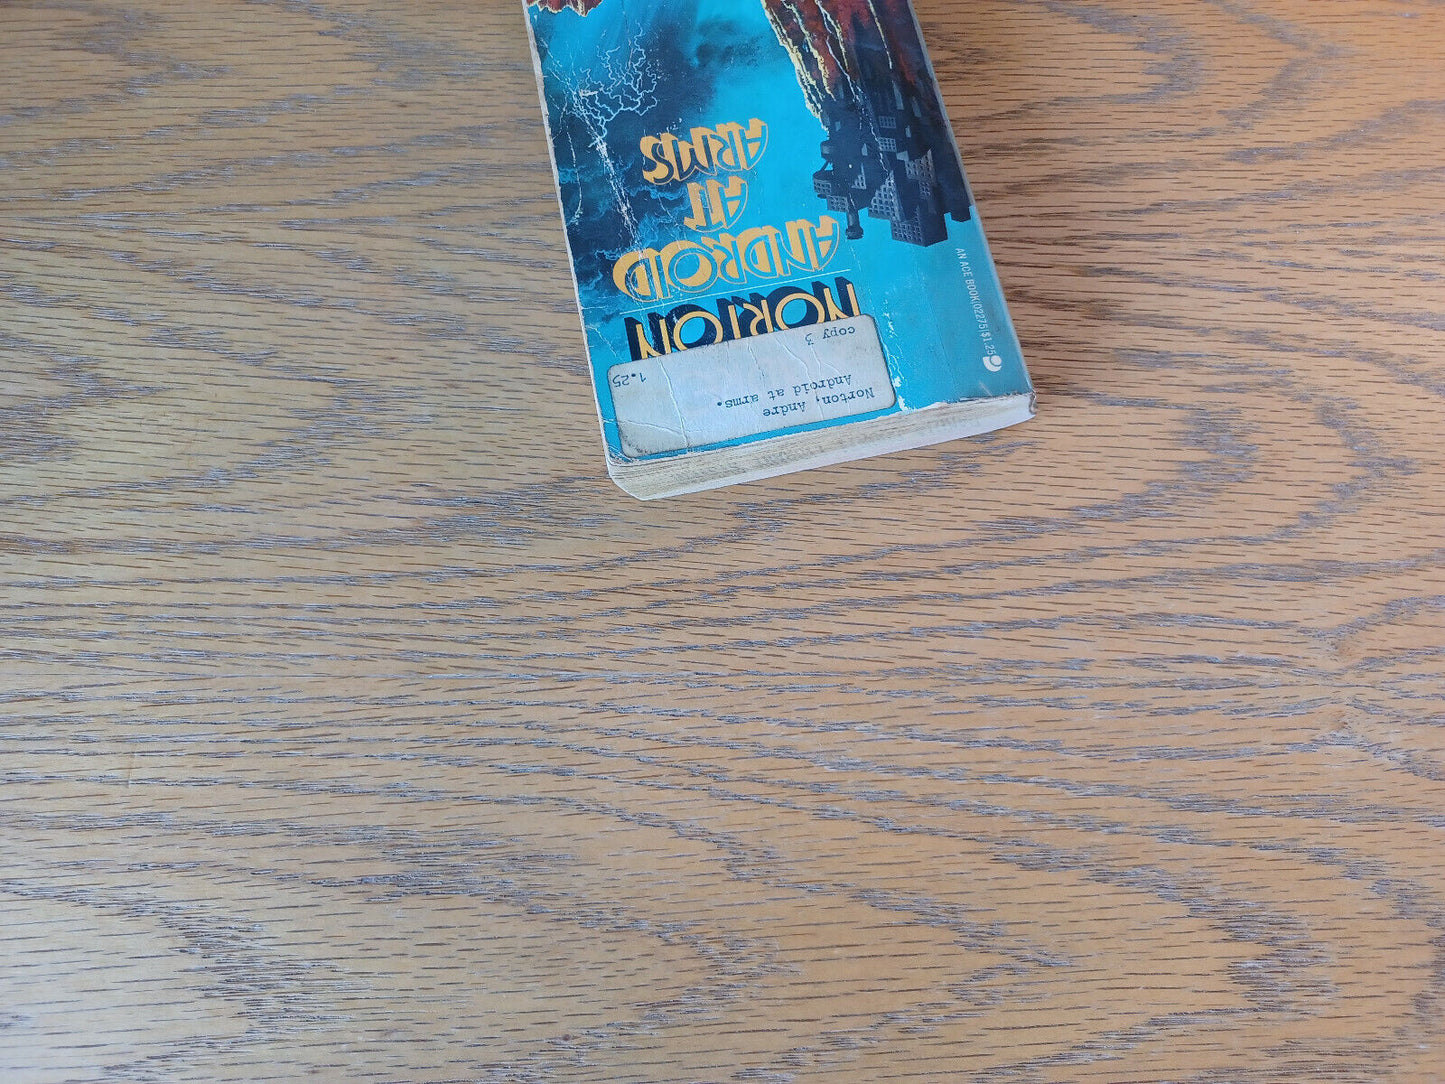 Norton, Andre
Android at arms.
copy 3
1.25
NORTON
ANDROID
AT
ARMS
AN ACE BOOK/02275/$1.25